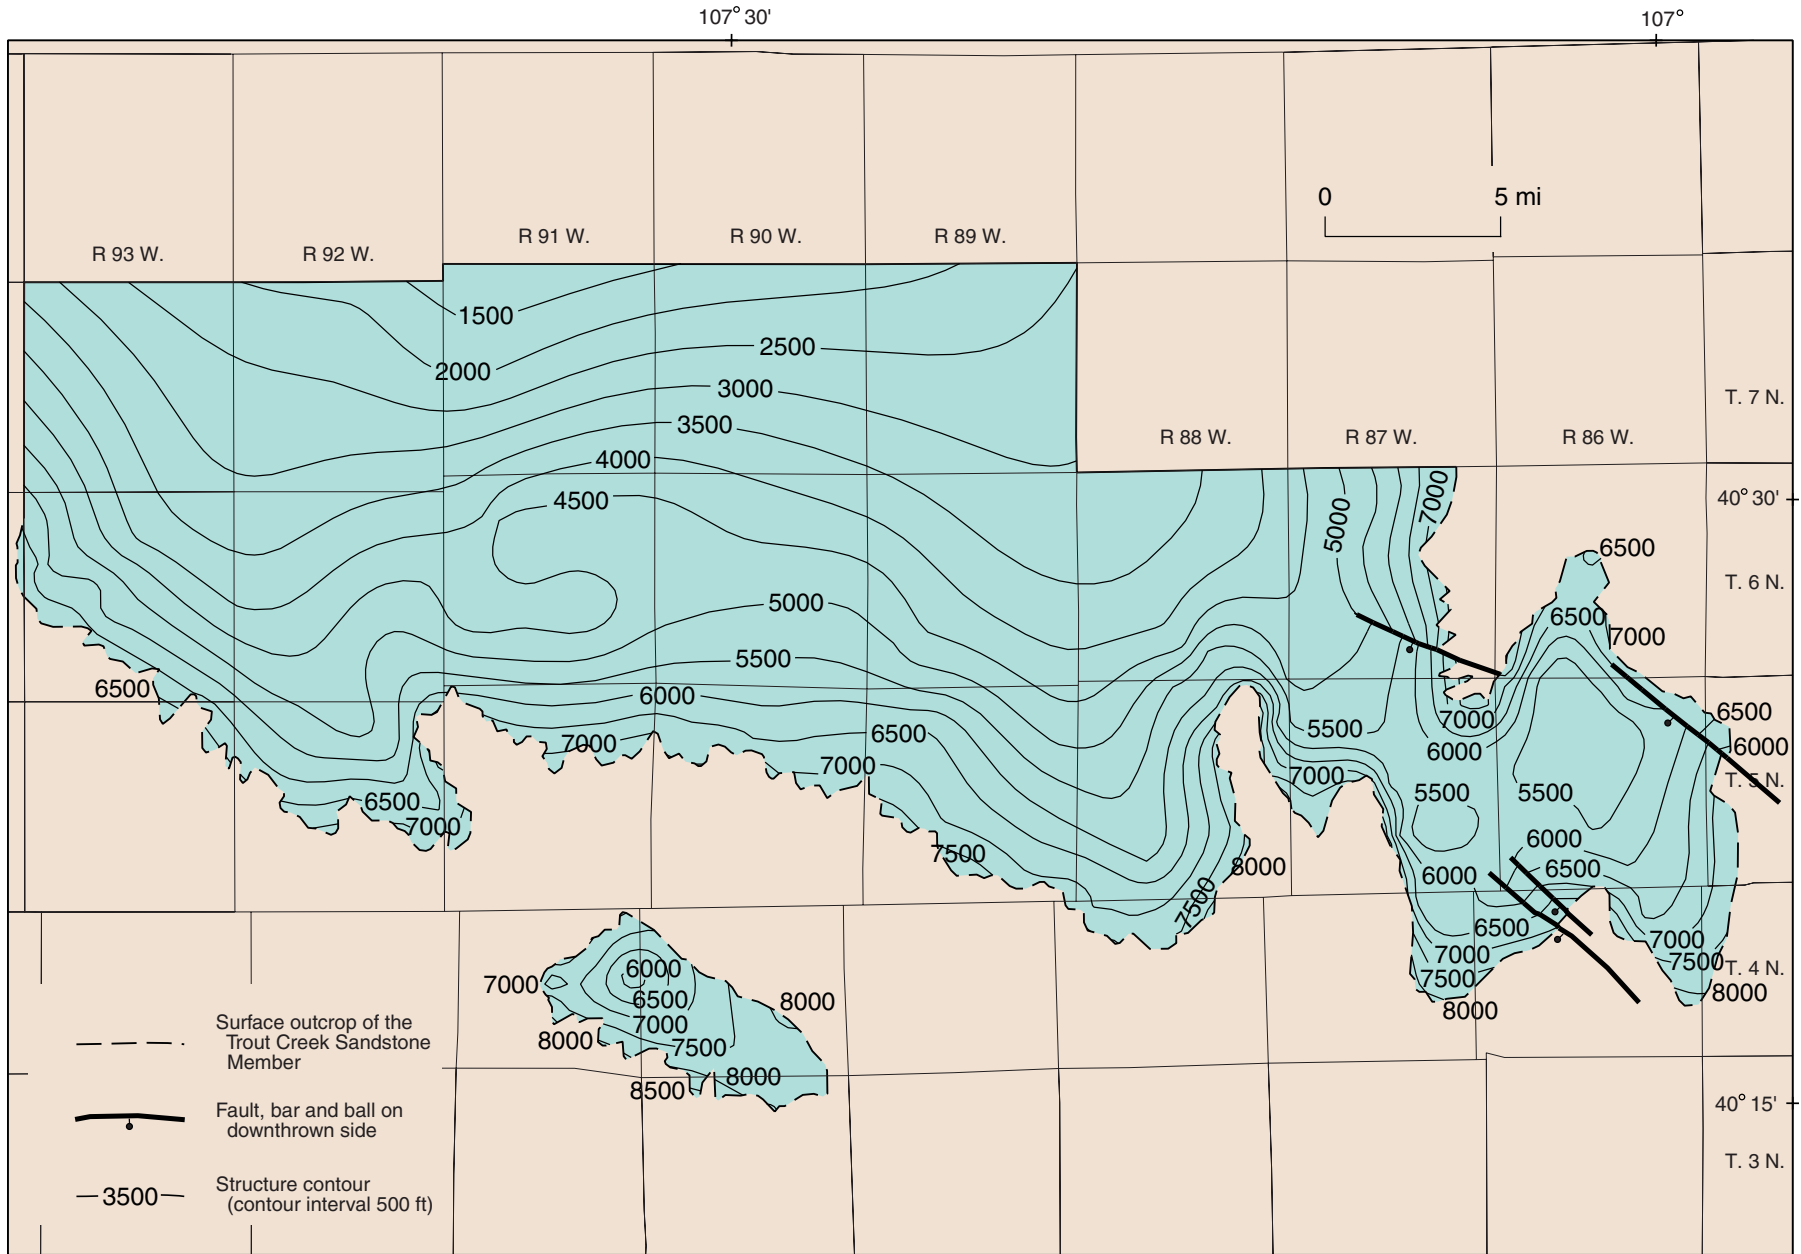 107° 30'
107°
0 5 mi
R 93 W.
R 92 W.
R 91 W.
R 90 W.
R 89 W.
1500
2000
2500
3000
3500
4000
4500
5000
5500
6000
6500
7000
T. 7 N.
R 88 W.
R 87 W.
R 86 W.
40° 30'
7000
5000
6500
T. 6 N.
6500
7000
6500
7000
6500
6000
5500
6000
T. 5 N.
7000
7000
6500
7000
5500
5500
6000
7500
8000
6000
6500
7500
6500
7000
7000
7500
7500
T. 4 N.
8000
8000
7000
6000
6500
8000
7000
8000
7500
8000
8500
40° 15'
T. 3 N.
Surface outcrop of the
Trout Creek Sandstone
Member
Fault, bar and ball on
downthrown side
3500
Structure contour
(contour interval 500 ft)